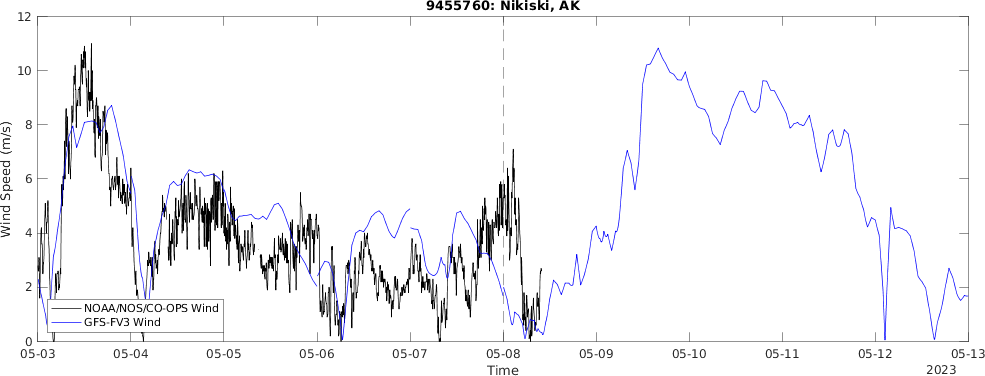 9455760: Nikiski, AK
Wind Speed (m/s)
12
10
8
6
4
2
0
NOAA/NOS/CO-OPS Wind
GFS-FV3 Wind
05-03 05-04 05-05 05-06 05-07 05-08 05-09 05-10 05-11 05-12 05-13
Time
2023